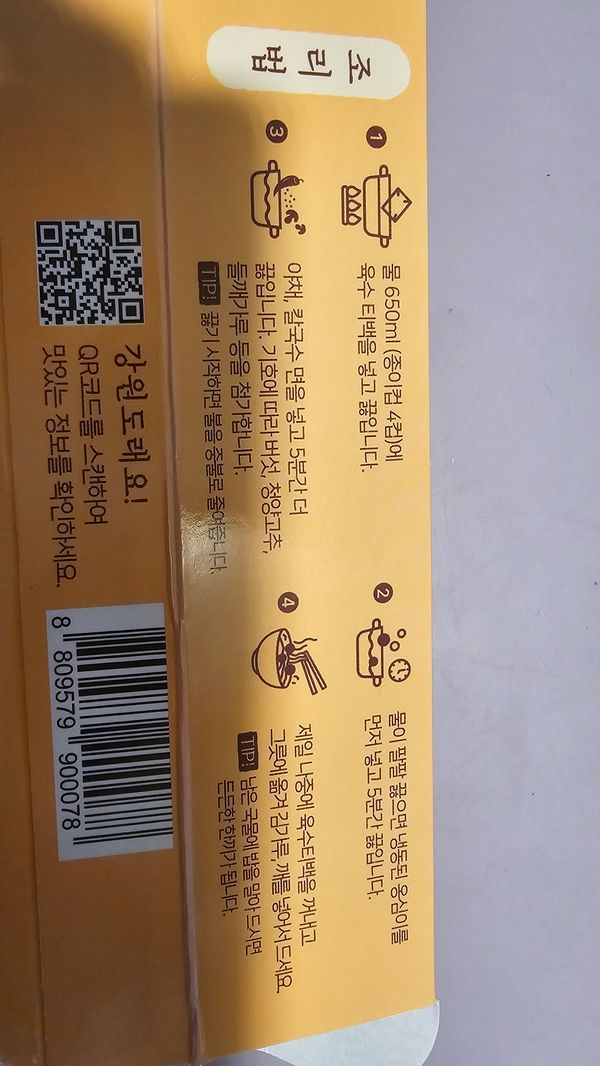 조리법
1
물 650ml (종이컵 4컵)에
육수 티백을 넣고 끓입니다.
2
물이 팔팔 끓으면 냉동된 옹심이를
먼저 넣고 5분간 끓입니다.
3
야채, 칼국수 면을 넣고 5분간 더
끓입니다. 기호에 따라 버섯, 청양고추,
들깨가루 등을 첨가합니다.
TIP! 끓기 시작하면 불을 중불로 줄여줍니다.
4
제일 나중에 육수티백을 꺼내고
그릇에 옮겨 김가루, 깨를 넣어서 드세요.
TIP! 남은 국물에 밥을 말아 드시면
든든한 한끼가 됩니다.
강원도래요!
QR코드를 스캔하여
맛있는 정보를 확인하세요.
8 809579 900078